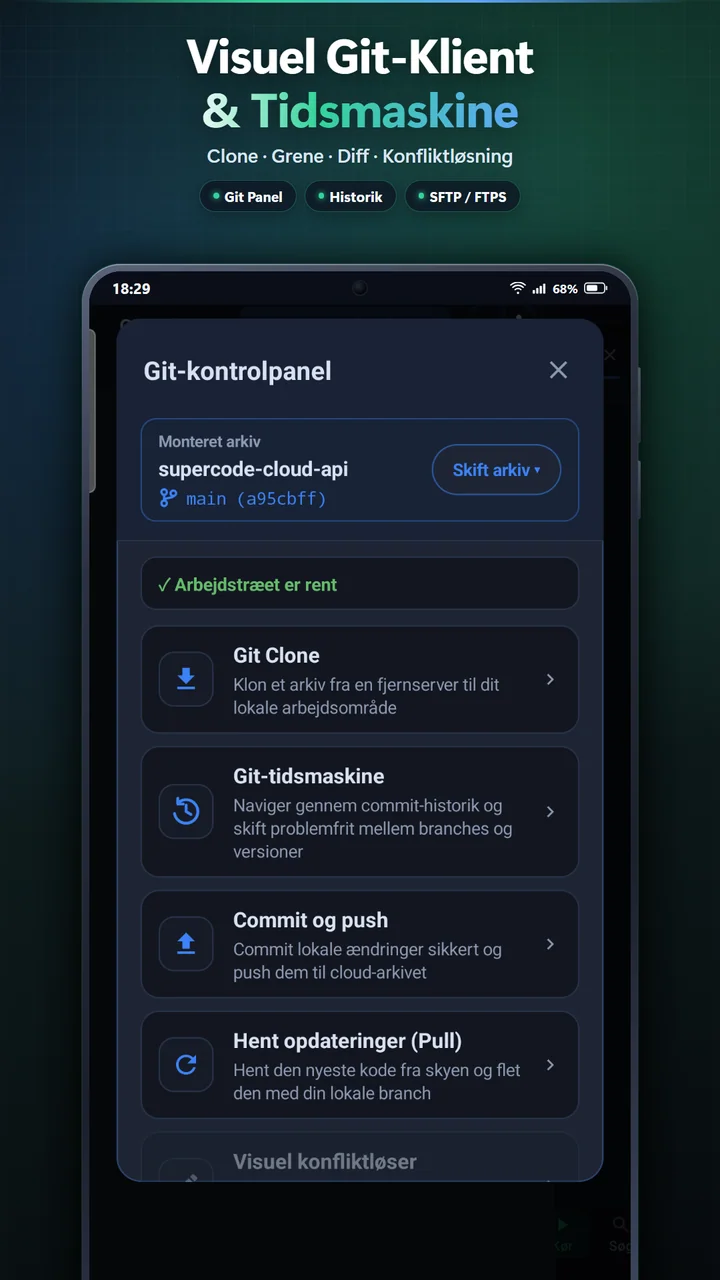 Visuel Git-Klient
& Tidsmaskine
Clone · Grene · Diff · Konfliktløsning
Git Panel
Historik
SFTP / FTPS
18:29
68%
Git-kontrolpanel
Monteret arkiv
supercode-cloud-api
main (a95cbff)
Skift arkiv ▾
✓ Arbejdstræet er rent
Git Clone
Klon et arkiv fra en fjernserver til dit
lokale arbejdsområde
Git-tidsmaskine
Naviger gennem commit-historik og
skift problemfrit mellem branches og
versioner
Commit og push
Commit lokale ændringer sikkert og
push dem til cloud-arkivet
Hent opdateringer (Pull)
Hent den nyeste kode fra skyen og flet
den med din lokale branch
Visuel konfliktløser